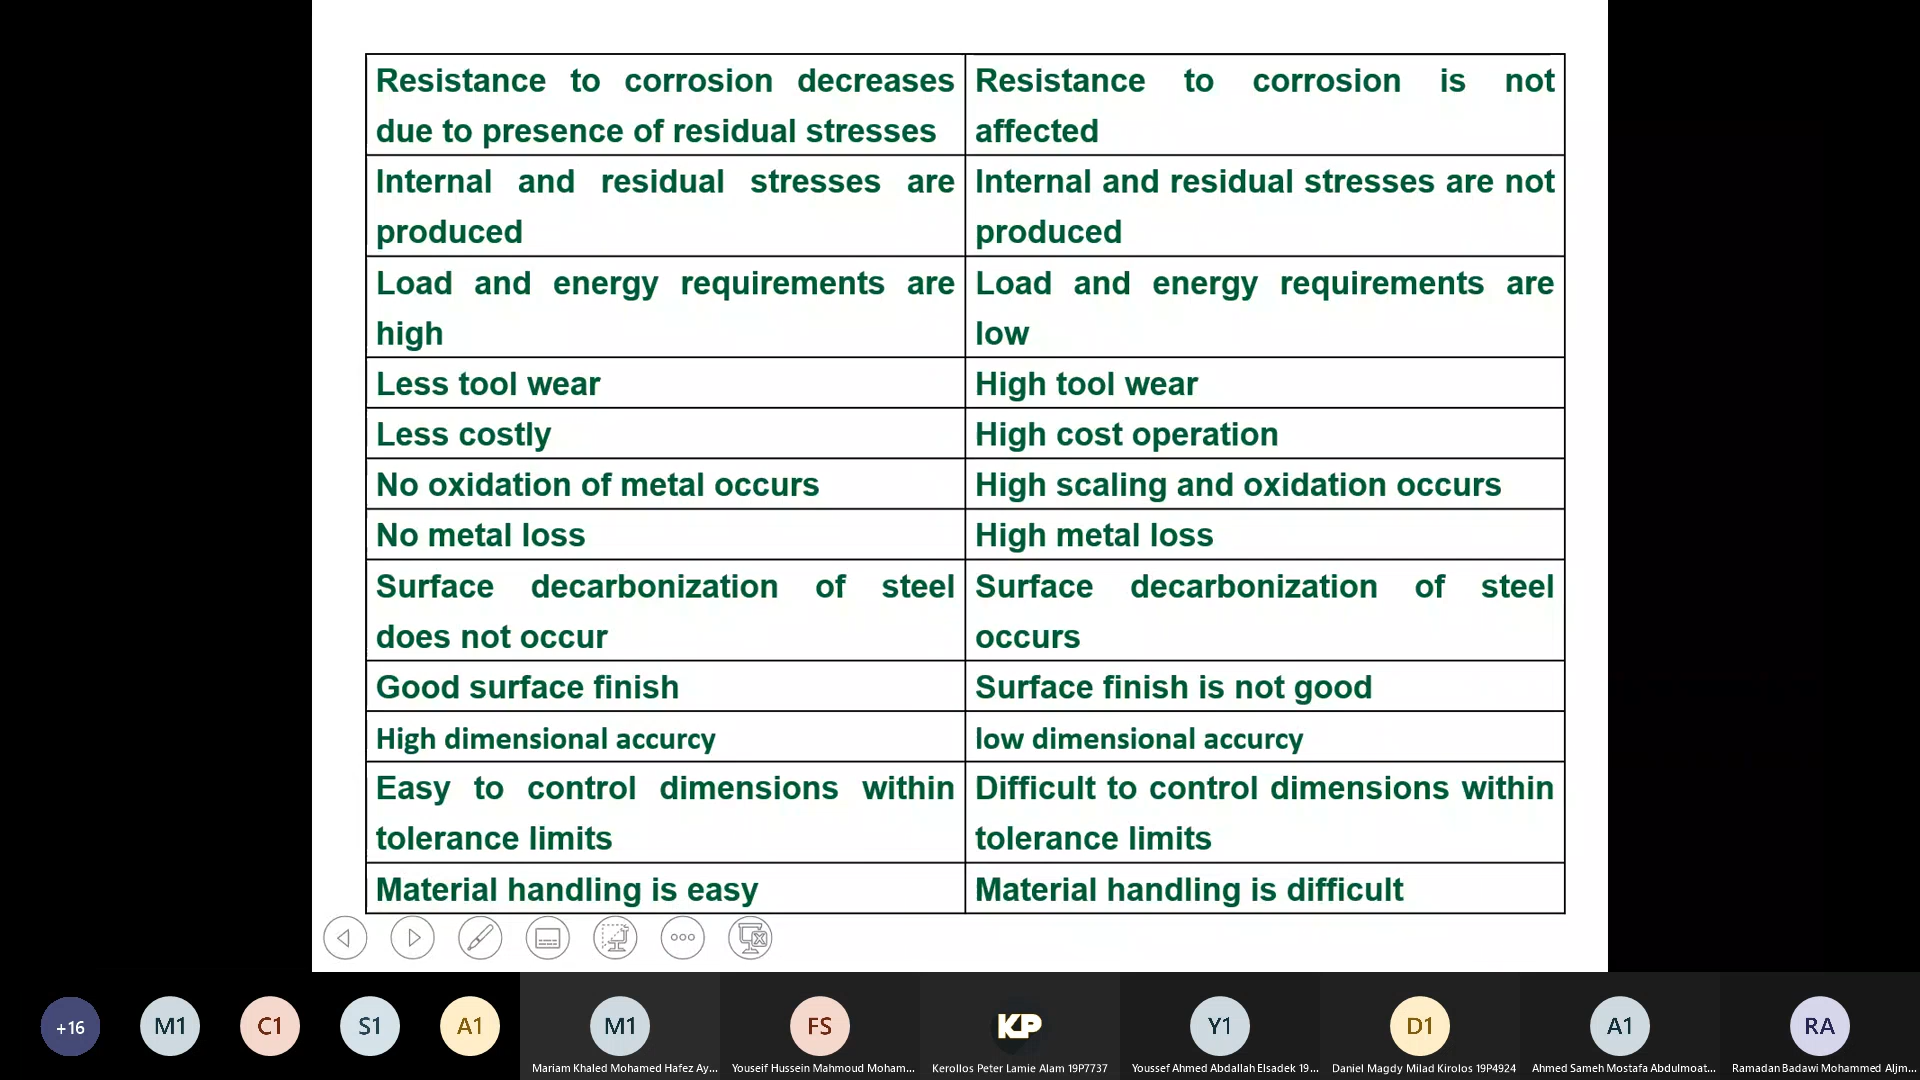 Resistance to corrosion decreases
due to presence of residual stresses
Resistance to corrosion is not
affected
Internal and residual stresses are
produced
Internal and residual stresses are not
produced
Load and energy requirements are
high
Load and energy requirements are
low
Less tool wear
High tool wear
Less costly
High cost operation
No oxidation of metal occurs
High scaling and oxidation occurs
No metal loss
High metal loss
Surface decarbonization of steel
does not occur
Surface decarbonization of steel
occurs
Good surface finish
Surface finish is not good
High dimensional accurcy
low dimensional accurcy
Easy to control dimensions within
tolerance limits
Difficult to control dimensions within
tolerance limits
Material handling is easy
Material handling is difficult
+16
M1
C1
S1
A1
M1
FS
KP
Y1
D1
A1
RA
Mariam Khaled Mohamed Hafez Ay...
Youseif Hussein Mahmoud Moham...
Kerollos Peter Lamie Alam 19P7737
Youssef Ahmed Abdallah Elsadek 19...
Daniel Magdy Milad Kirolos 19P4924
Ahmed Sameh Mostafa Abdulmoat...
Ramadan Badawi Mohammed Aljm...